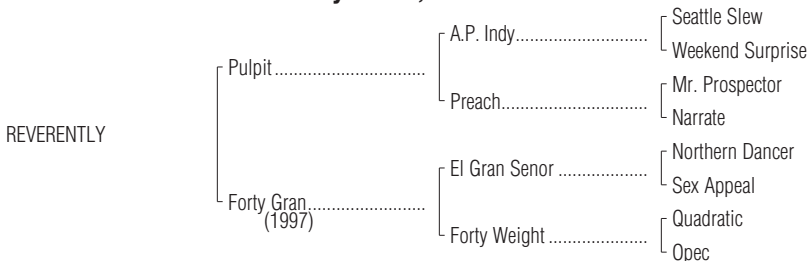 Seattle Slew
A.P. Indy..............................
Weekend Surprise
Pulpit ..................................
Mr. Prospector
Preach.................................
Narrate
REVERENTLY
Northern Dancer
El Gran Senor ....................
Sex Appeal
Forty Gran...........................
(1997)
Quadratic
Forty Weight ......................
Opec